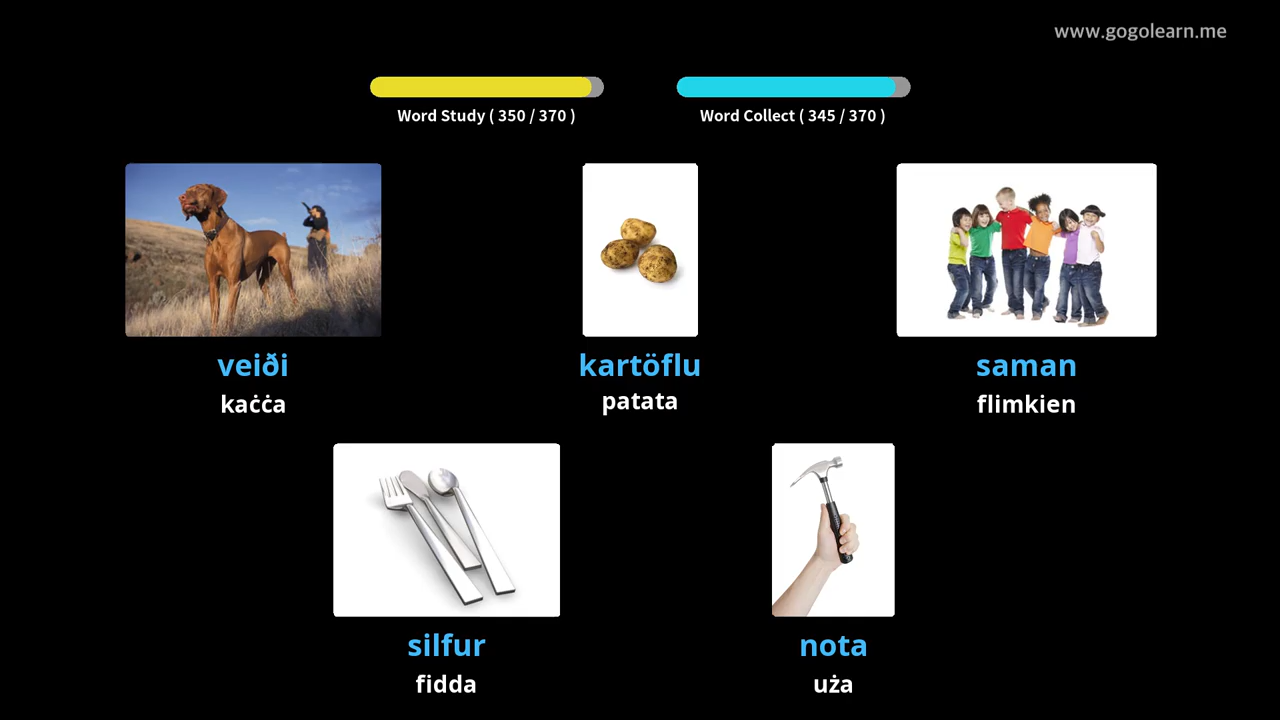 www.gogolearn.me
Word Study ( 350 / 370 )
Word Collect ( 345 / 370 )
veiði
kartöflu
saman
kaċċa
patata
flimkien
silfur
nota
fidda
uża